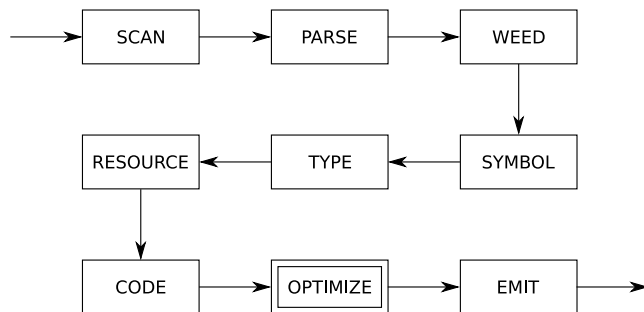 SCAN
PARSE
WEED
RESOURCE
TYPE
SYMBOL
CODE
OPTIMIZE
EMIT